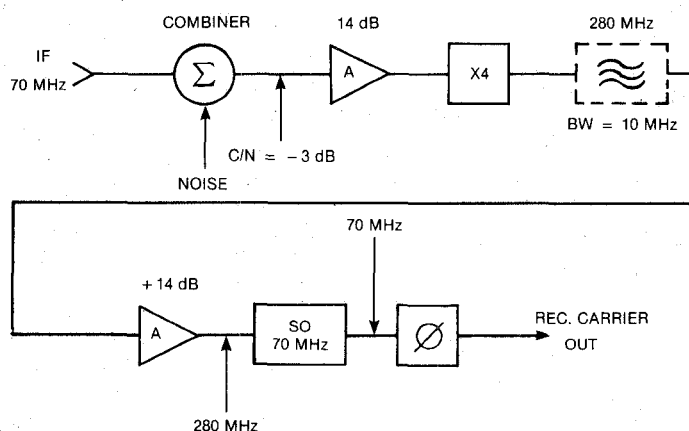 COMBINER
14 dB
280 MHz
IF
70 MHz
Σ
A
X4
BW = 10 MHz
C/N = - 3 dB
NOISE
70 MHz
+ 14 dB
A
SO
70 MHz
Ø
REC. CARRIER
OUT
280 MHz